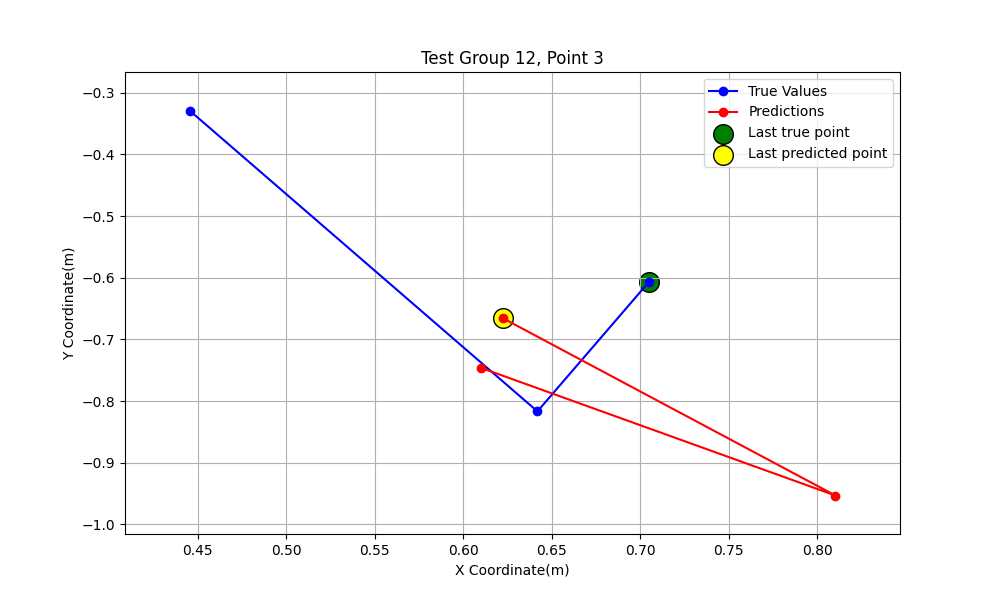 Test Group 12, Point 3
True Values
Predictions
Last true point
Last predicted point
Y Coordinate(m)
−0.3
−0.4
−0.5
−0.6
−0.7
−0.8
−0.9
−1.0
0.45 0.50 0.55 0.60 0.65 0.70 0.75 0.80
X Coordinate(m)